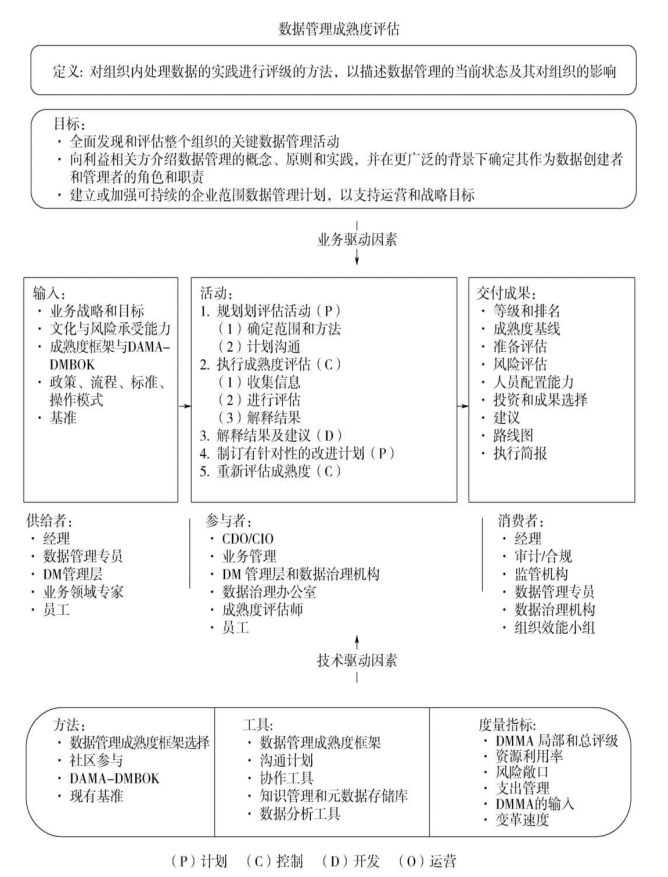 数据管理成熟度评估
定义: 对组织内处理数据的实践进行评级的方法，以描述数据管理的当前状态及其对组织的影响
目标:
· 全面发现和评估整个组织的关键数据管理活动
· 向利益相关方介绍数据管理的概念、原则和实践，并在更广泛的背景下确定其作为数据创建者
和管理者的角色和职责
· 建立或加强可持续的企业范围数据管理计划，以支持运营和战略目标
业务驱动因素
输入:
· 业务战略和目标
· 文化与风险承受能力
· 成熟度框架与DAMA-
DMBOK
· 政策、流程、标准、
操作模式
· 基准
活动:
1. 规划划评估活动(P)
(1)确定范围和方法
(2)计划沟通
2. 执行成熟度评估(C)
(1)收集信息
(2)进行评估
(3)解释结果
3. 解释结果及建议(D)
4. 制订有针对性的改进计划(P)
5. 重新评估成熟度(C)
交付成果:
· 等级和排名
· 成熟度基线
· 准备评估
· 风险评估
· 人员配置能力
· 投资和成果选择
· 建议
· 路线图
· 执行简报
供给者:
· 经理
· 数据管理专员
· DM管理层
· 业务领域专家
· 员工
参与者:
· CDO/CIO
· 业务管理
· DM 管理层和数据治理机构
· 数据治理办公室
· 成熟度评估师
· 员工
消费者:
· 经理
· 审计/合规
· 监管机构
· 数据管理专员
· 数据治理机构
· 组织效能小组
技术驱动因素
方法:
· 数据管理成熟度框架选择
· 社区参与
· DAMA-DMBOK
· 现有基准
工具:
· 数据管理成熟度框架
· 沟通计划
· 协作工具
· 知识管理和元数据存储库
· 数据分析工具
度量指标:
· DMMA 局部和总评级
· 资源利用率
· 风险敞口
· 支出管理
· DMMA的输入
· 变革速度
(P)计划 (C)控制 (D)开发 (O)运营